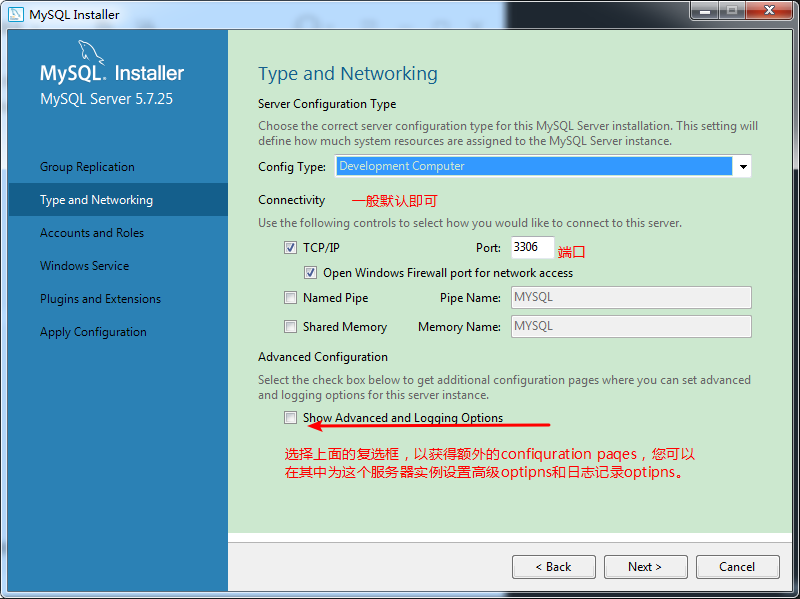 MySQL Installer
MySQL. Installer
MySQL Server 5.7.25
Group Replication
Type and Networking
Accounts and Roles
Windows Service
Plugins and Extensions
Apply Configuration
Type and Networking
Server Configuration Type
Choose the correct server configuration type for this MySQL Server installation. This setting will
define how much system resources are assigned to the MySQL Server instance.
Config Type: Development Computer
Connectivity 一般默认即可
Use the following controls to select how you would like to connect to this server.
TCP/IP Port: 3306 端口
Open Windows Firewall port for network access
Named Pipe Pipe Name: MYSQL
Shared Memory Memory Name: MYSQL
Advanced Configuration
Select the check box below to get additional configuration pages where you can set advanced
and logging options for this server instance.
Show Advanced and Logging Options
选择上面的复选框，以获得额外的confiquration paqes，您可以
在其中为这个服务器实例设置高级optipns和日志记录optipns。
< Back Next > Cancel